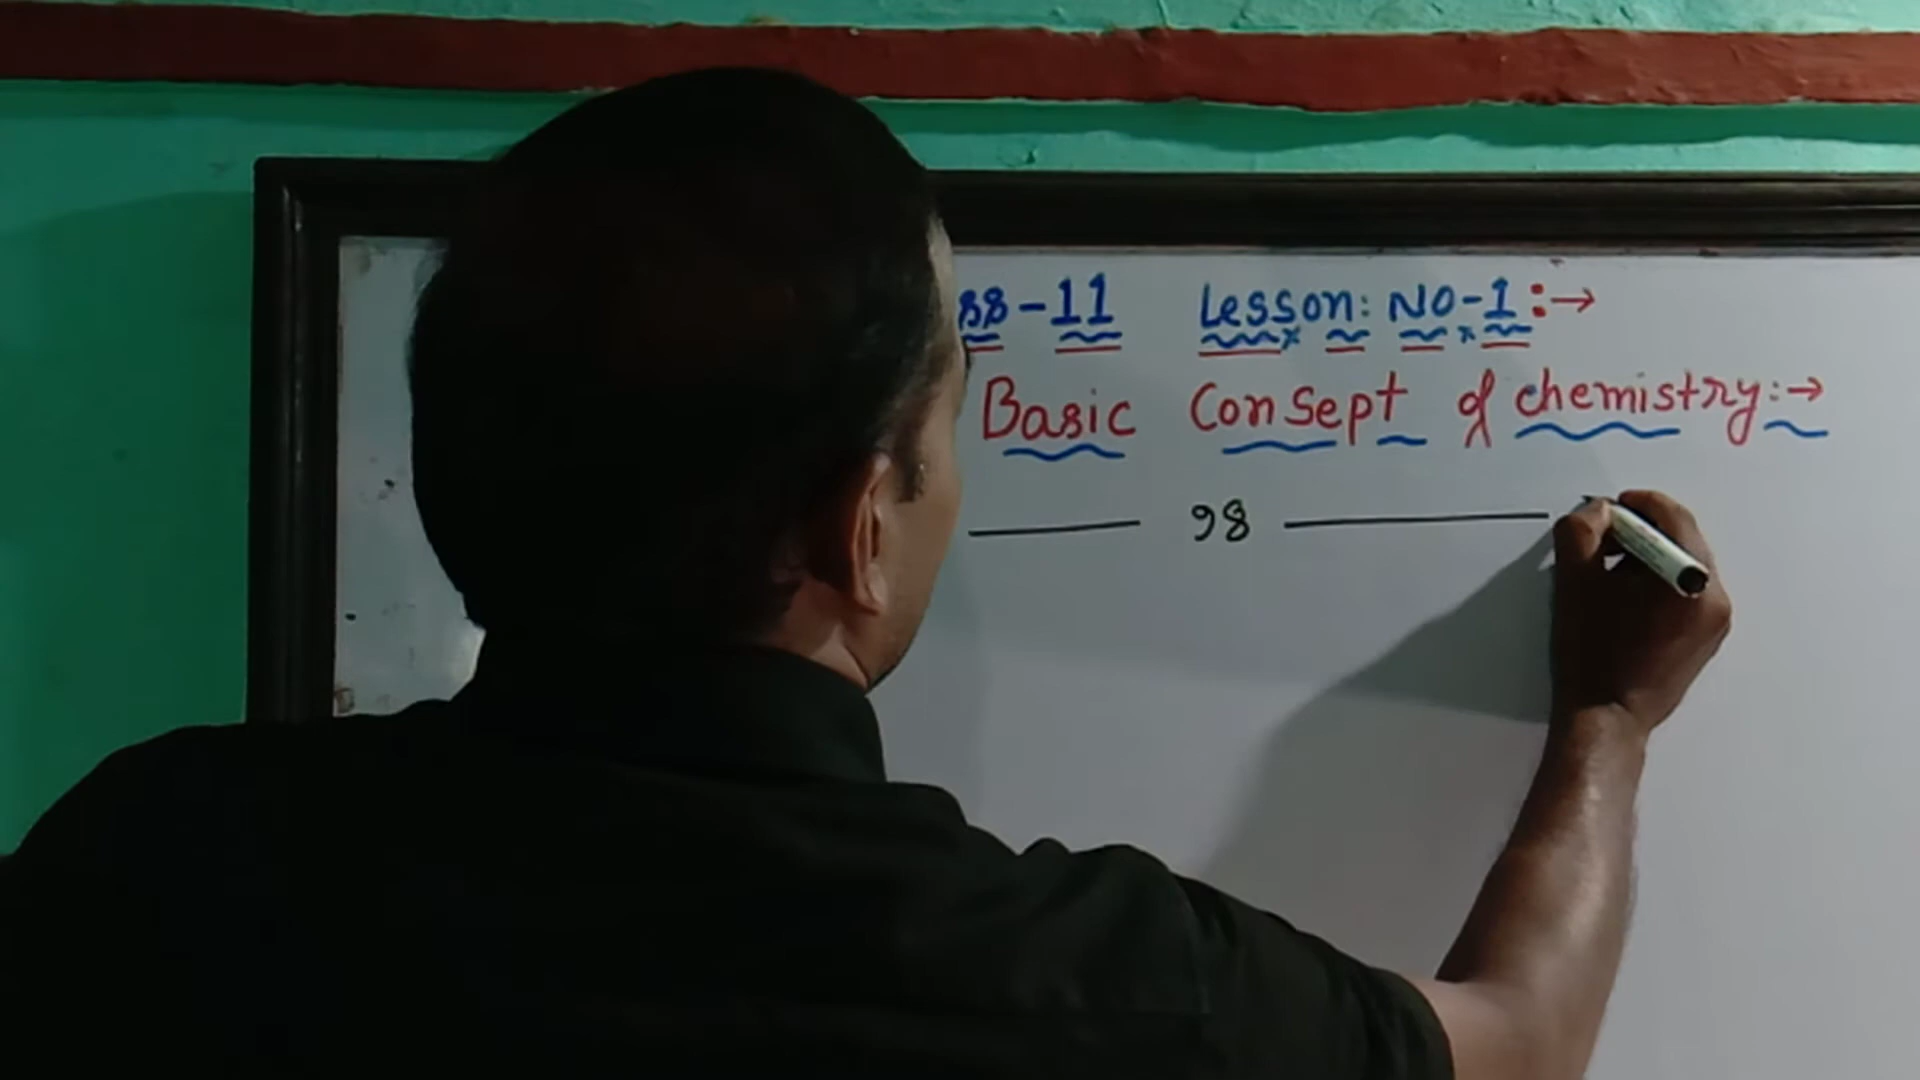 ss-11 Lesson: NO-1:→
Basic Consept of chemistry:→
— 98 —